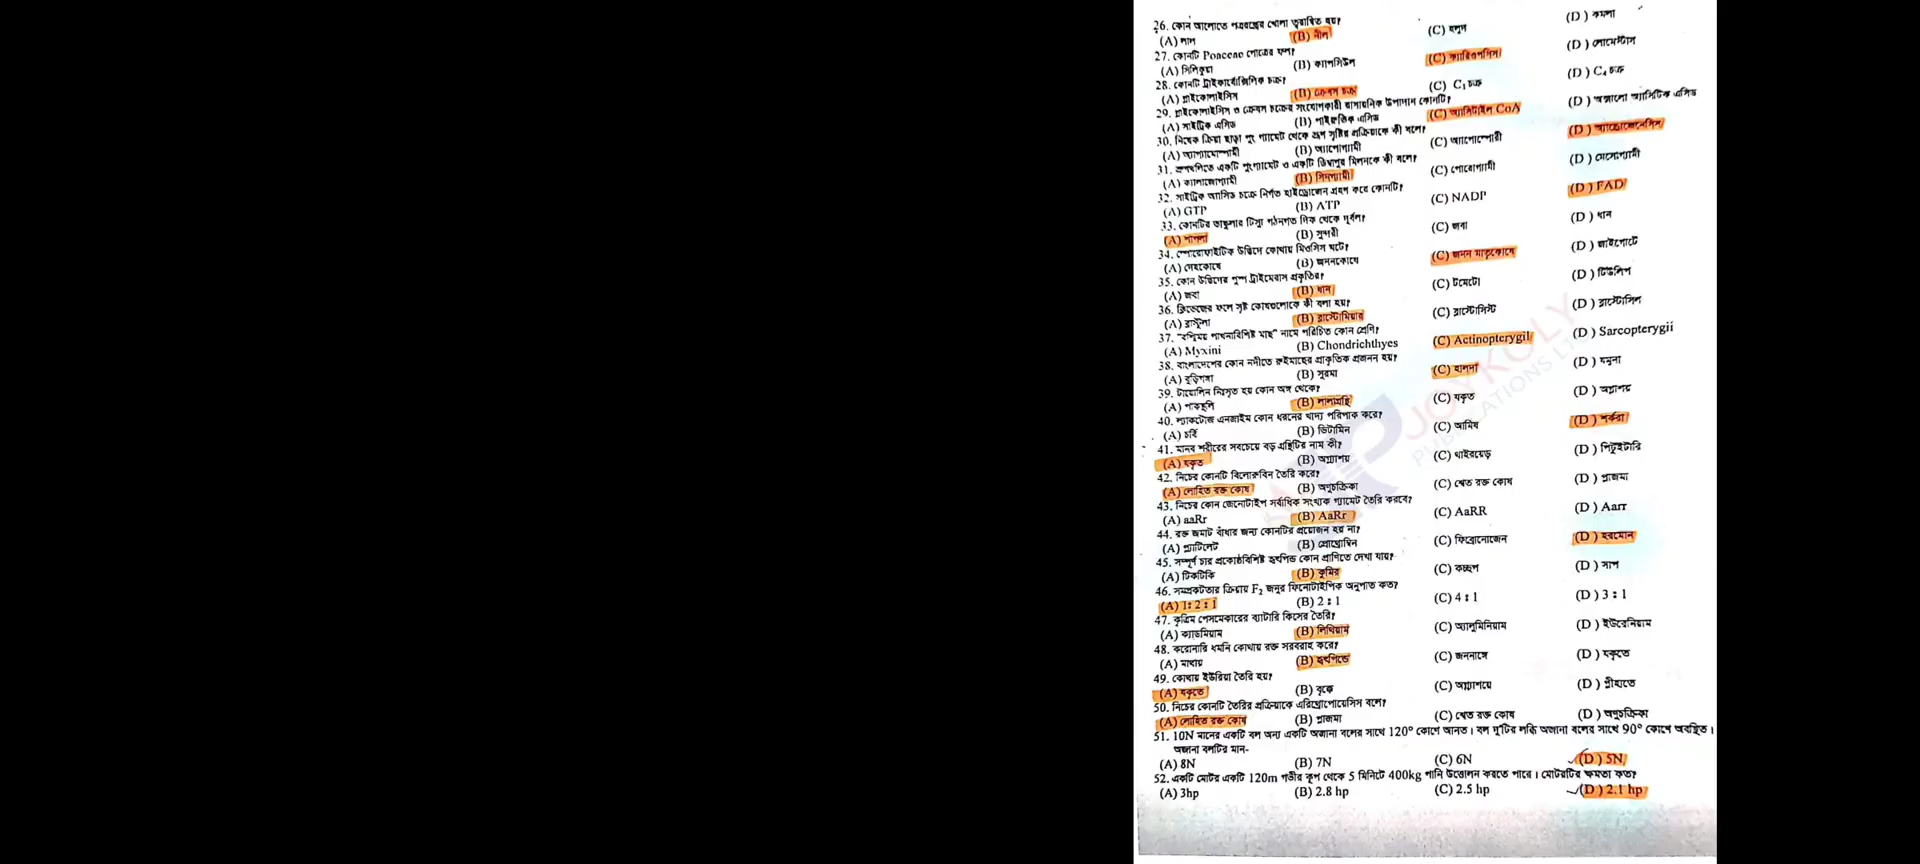 26. কোন আলোতে পত্ররন্ধ্রের খোলা ত্বরান্বিত হয়?
(A) লাল (B) নীল (C) হলুদ (D) কমলা
27. কোনটি Poaceae গোত্রের ফল?
(A) সিলিকুয়া (B) ক্যাপসিউল (C) ক্যারিওপসিস (D) লোমেন্টাম
28. কোনটি ট্রাইকার্বোক্সিলিক চক্র?
(A) গ্লাইকোলাইসিস (B) ক্রেবস চক্র (C) C₃ চক্র (D) C₄ চক্র
29. গ্লাইকোলাইসিস ও ক্রেবস চক্রের সংযোগকারী রাসায়নিক উপাদান কোনটি?
(A) সাইট্রিক এসিড (B) পাইরুভিক এসিড (C) অ্যাসিটাইল CoA (D) অক্সালো অ্যাসিটিক এসিড
30. নিষেক ক্রিয়া ছাড়া পুং গ্যামেট থেকে ভ্রূণ সৃষ্টির প্রক্রিয়াকে কী বলে?
(A) অ্যাপোগ্যামী (C) অ্যাপোস্পোরী (D) অ্যান্ড্রোজেনেসিস
31. ভ্রূণথলিতে একটি পুংগ্যামেট ও একটি ডিম্বাণুর মিলনকে কী বলে?
(A) ক্যালাজোগ্যামী (B) সিনগ্যামী (C) পোরোগ্যামী (D) মেসোগ্যামী
32. সাইট্রিক অ্যাসিড চক্রে নির্গত হাইড্রোজেন গ্রহণ করে কোনটি?
(A) GTP (B) ATP (C) NADP (D) FAD
33. কোনটির ভাস্কুলার টিস্যু গঠনগত দিক থেকে দূর্বল?
(A) শাপলা (B) সুন্দরী (C) জবা (D) ধান
34. স্পোরোফাইটিক উদ্ভিদে কোথায় মিওসিস ঘটে?
(A) দেহকোষে (B) জননকোষে (C) জনন মাতৃকোষে (D) জাইগোটে
35. কোন উদ্ভিদের পুষ্প ট্রাইমেরাস প্রকৃতির?
(A) জবা (B) ধান (C) টমেটো (D) টিউলিপ
36. ক্লিভেজের ফলে সৃষ্ট কোষগুলোকে কী বলা হয়?
(A) ব্লাস্টুলা (B) ব্লাস্টোমিয়ার (C) ব্লাস্টোসিস্ট (D) ব্লাস্টোসিল
37. "রশ্মিময় পাখনাবিশিষ্ট মাছ" নামে পরিচিত কোন শ্রেণি?
(A) Myxini (B) Chondrichthyes (C) Actinopterygii (D) Sarcopterygii
38. বাংলাদেশের কোন নদীতে রুইমাছের প্রাকৃতিক প্রজনন হয়?
(A) বুড়িগঙ্গা (B) সুরমা (C) হালদা (D) যমুনা
39. টায়ালিন নিঃসৃত হয় কোন অঙ্গ থেকে?
(A) পাকস্থলি (B) লালাগ্রন্থি (C) যকৃত (D) অগ্ন্যাশয়
40. ল্যাকটোজ এনজাইম কোন ধরনের খাদ্য পরিপাক করে?
(A) চর্বি (B) ভিটামিন (C) আমিষ (D) শর্করা
41. মানব শরীরের সবচেয়ে বড় গ্রন্থিটির নাম কী?
(A) যকৃত (B) অগ্ন্যাশয় (C) থাইরয়েড (D) পিটুইটারি
42. নিচের কোনটি বিলোরুবিন তৈরি করে?
(A) লোহিত রক্ত কোষ (B) অণুচক্রিকা (C) শ্বেত রক্ত কোষ (D) প্লাজমা
43. নিচের কোন জেনোটাইপ সর্বাধিক সংখ্যক গ্যামেট তৈরি করবে?
(A) aaRr (B) AaRr (C) AaRR (D) Aarr
44. রক্ত জমাট বাঁধার জন্য কোনটির প্রয়োজন হয় না?
(A) প্ল্যাটিলেট (B) প্রোথ্রোম্বিন (C) ফিব্রোনোজেন (D) হরমোন
45. সম্পূর্ণ চার প্রকোষ্ঠবিশিষ্ট হৃৎপিন্ড কোন প্রাণিতে দেখা যায়?
(A) টিকটিকি (B) কুমির (C) কচ্ছপ (D) সাপ
46. সমপ্রকটতার ক্রিয়ায় F₂ জনুর ফিনোটাইপিক অনুপাত কত?
(A) 1 : 2 : 1 (B) 2 : 1 (C) 4 : 1 (D) 3 : 1
47. কৃত্রিম পেসমেকারের ব্যাটারি কিসের তৈরি?
(A) ক্যাডমিয়াম (B) লিথিয়াম (C) অ্যালুমিনিয়াম (D) ইউরেনিয়াম
48. করোনারি ধমনি কোথায় রক্ত সরবরাহ করে?
(A) মাথায় (B) হৃৎপিন্ডে (C) জননাঙ্গে (D) যকৃতে
49. কোথায় ইউরিয়া তৈরি হয়?
(A) যকৃতে (B) বৃক্কে (C) অগ্ন্যাশয়ে (D) প্লীহাতে
50. নিচের কোনটি তৈরির প্রক্রিয়াকে এরিথ্রোপোয়েসিস বলে?
(A) লোহিত রক্ত কোষ (B) প্লাজমা (C) শ্বেত রক্ত কোষ (D) অণুচক্রিকা
51. 10N মানের একটি বল অন্য একটি অজানা বলের সাথে 120° কোণে আনত। বল দু'টির লব্ধি অজানা বলের সাথে 90° কোণে অবস্থিত।
অজানা বলটির মান-
(A) 8N (B) 7N (C) 6N (D) 5N
52. একটি মোটর একটি 120m গভীর কূপ থেকে 5 মিনিটে 400kg পানি উত্তোলন করতে পারে। মোটরটির ক্ষমতা কত?
(A) 3hp (B) 2.8 hp (C) 2.5 hp (D) 2.1 hp
JOYKOLY
PUBLICATIONS LTD